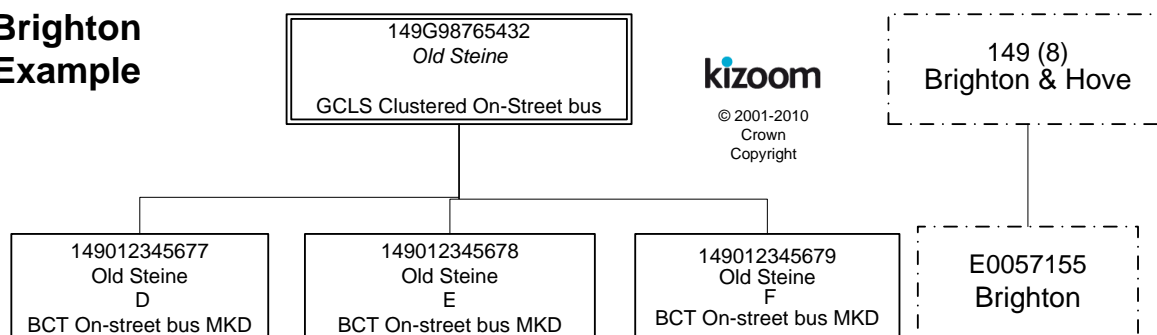 Brighton
Example
149G98765432
Old Steine
GCLS Clustered On-Street bus
kizoom
© 2001-2010
Crown
Copyright
149 (8)
Brighton & Hove
149012345677
Old Steine
D
BCT On-street bus MKD
149012345678
Old Steine
E
BCT On-street bus MKD
149012345679
Old Steine
F
BCT On-street bus MKD
E0057155
Brighton